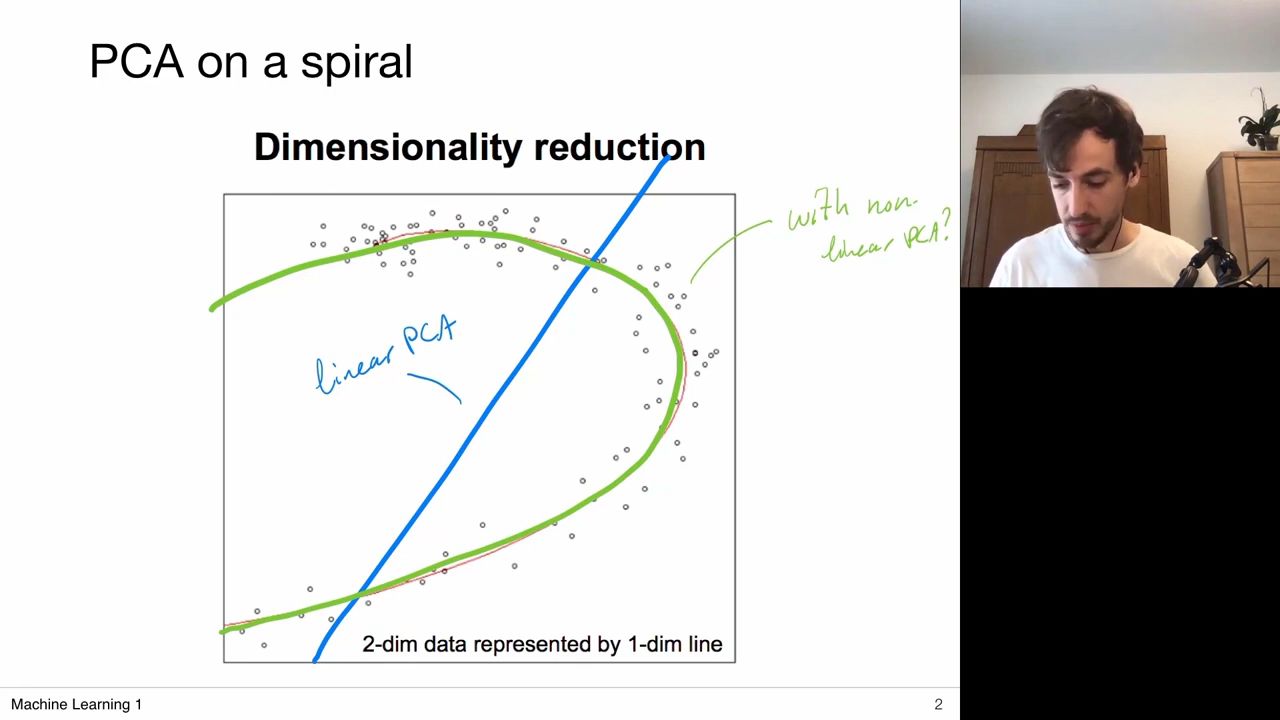 PCA on a spiral
Dimensionality reduction
with non-
linear PCA?
linear PCA
2-dim data represented by 1-dim line
Machine Learning 1
2